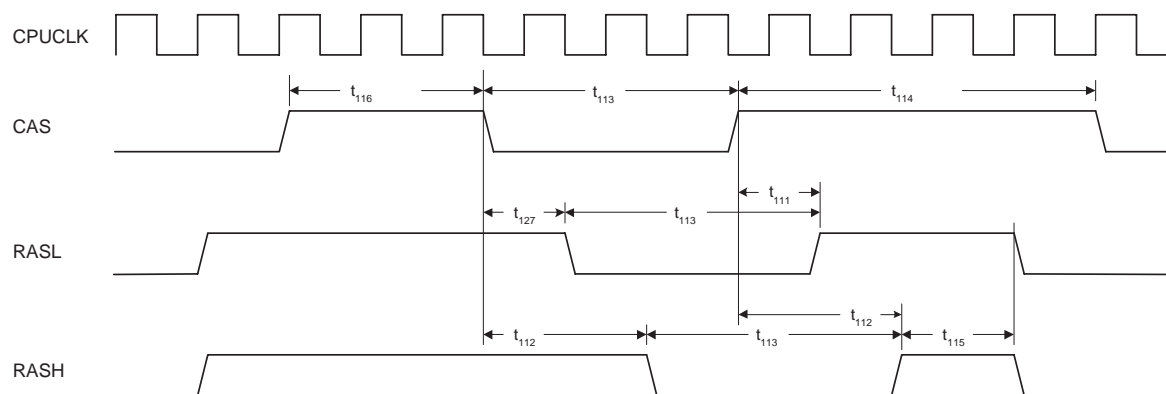 CPUCLK
t116 t113 t114
CAS
t111
t127 t113
RASL
t112
t112 t113 t115
RASH